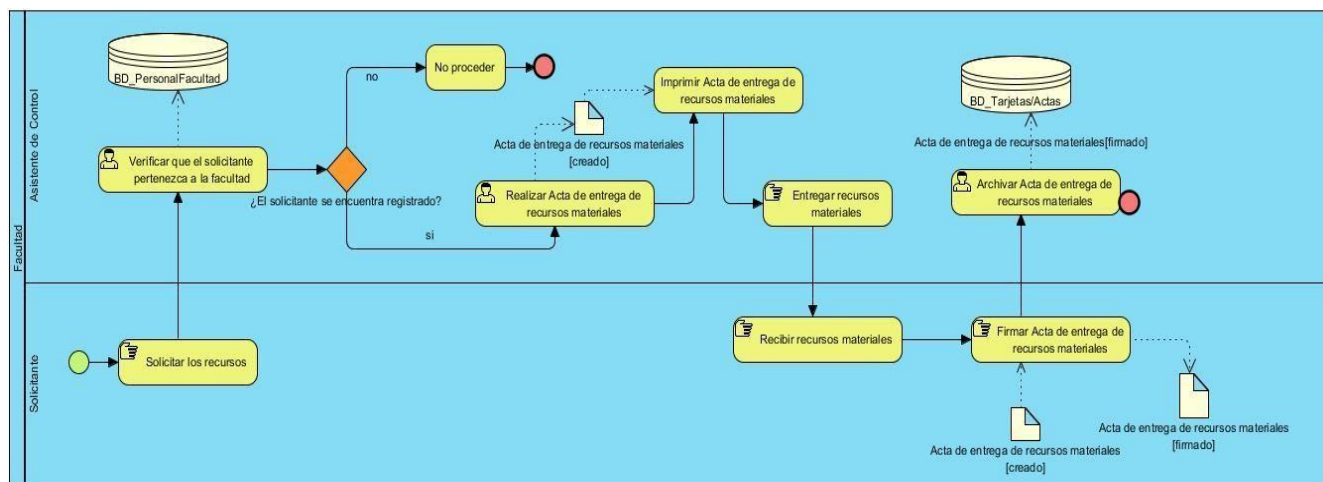 Facultad
Asistente de Control
BD_PersonalFacultad
Verificar que el solicitante
pertenezca a la facultad
¿El solicitante se encuentra registrado?
no
No proceder
si
Realizar Acta de entrega de
recursos materiales
Acta de entrega de recursos materiales
[creado]
Imprimir Acta de entrega de
recursos materiales
Entregar recursos
materiales
BD_Tarjetas/Actas
Acta de entrega de recursos materiales[firmado]
Archivar Acta de entrega de
recursos materiales
Solicitante
Solicitar los recursos
Recibir recursos materiales
Firmar Acta de entrega de
recursos materiales
Acta de entrega de recursos materiales
[creado]
Acta de entrega de recursos materiales
[firmado]